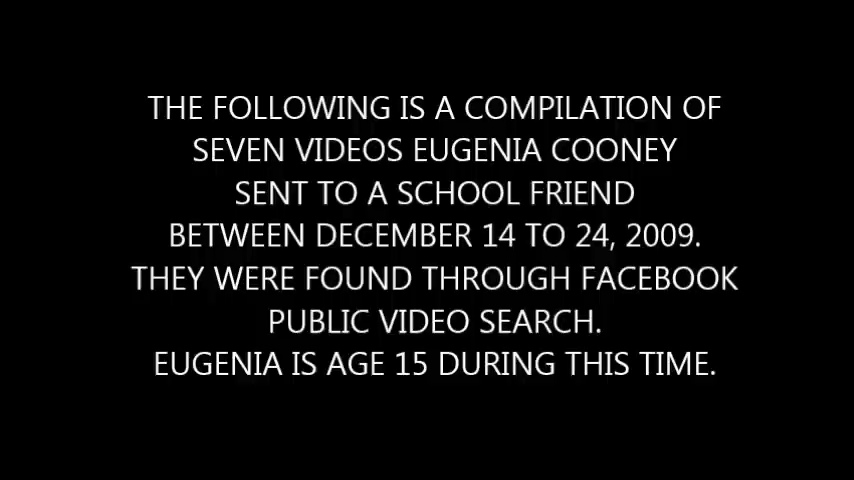 THE FOLLOWING IS A COMPILATION OF
SEVEN VIDEOS EUGENIA COONEY
SENT TO A SCHOOL FRIEND
BETWEEN DECEMBER 14 TO 24, 2009.
THEY WERE FOUND THROUGH FACEBOOK
PUBLIC VIDEO SEARCH.
EUGENIA IS AGE 15 DURING THIS TIME.